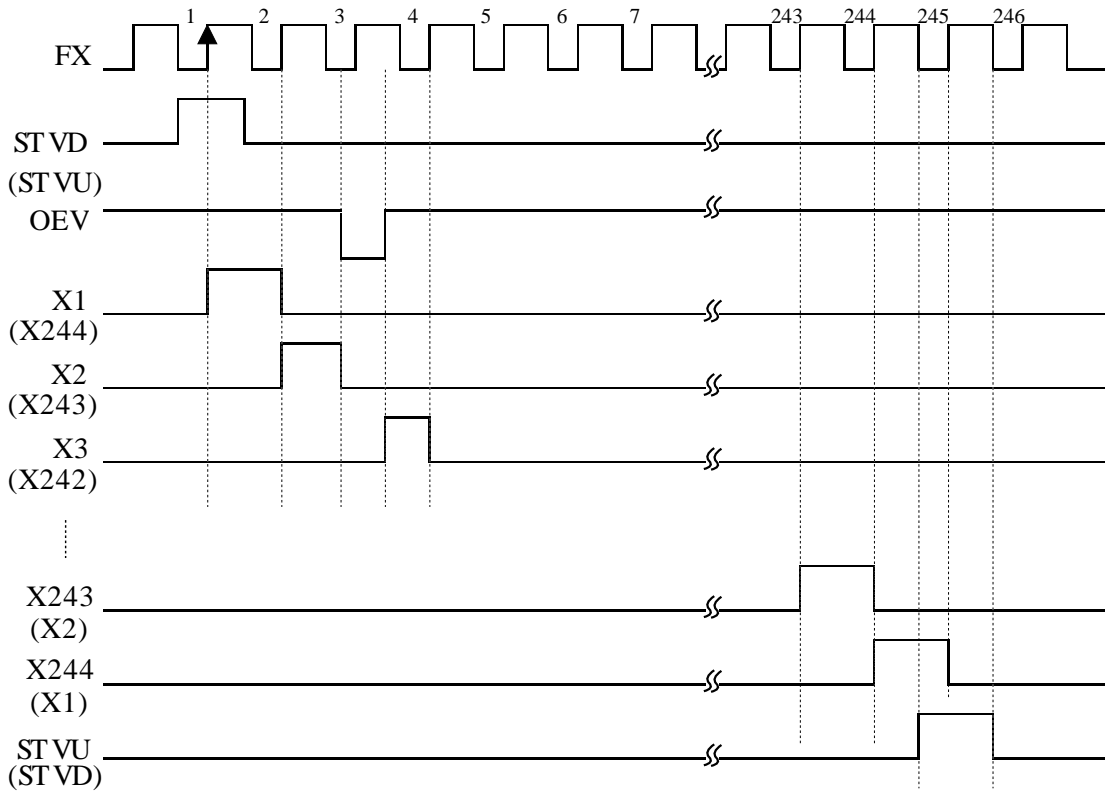 1 2 3 4 5 6 7 243 244 245 246
FX
STVD
(STVU)
OEV
X1
(X244)
X2
(X243)
X3
(X242)
X243
(X2)
X244
(X1)
STVU
(STVD)